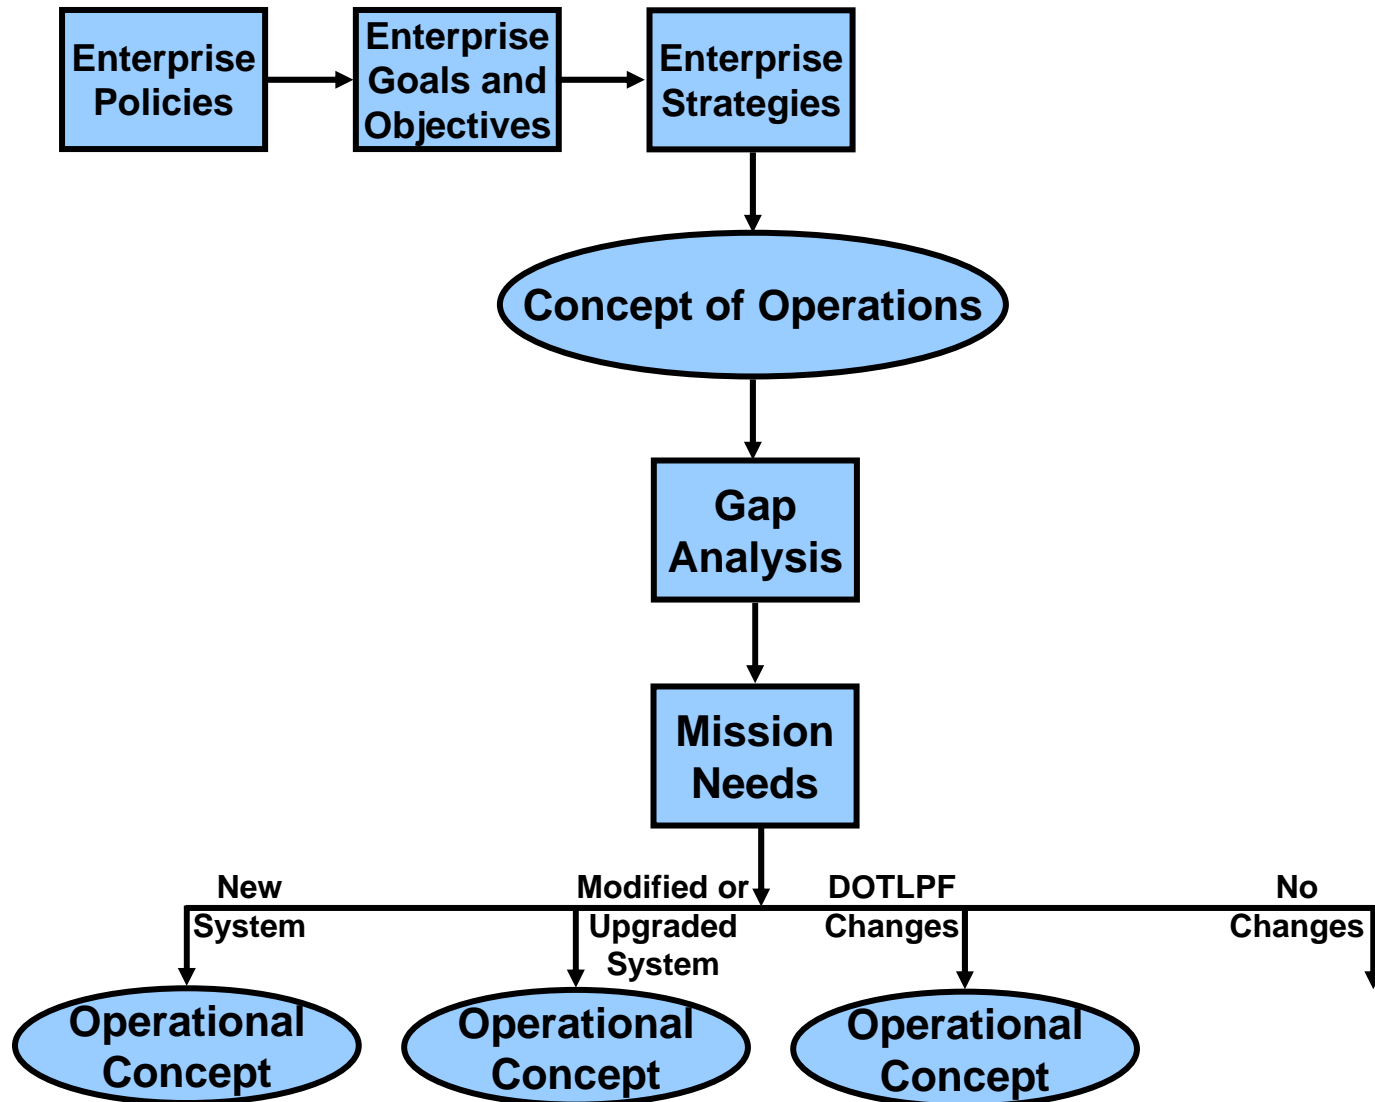 Enterprise
Policies
Enterprise
Goals and
Objectives
Enterprise
Strategies
Concept of Operations
Gap
Analysis
Mission
Needs
New
System
Modified or
Upgraded
System
DOTLPF
Changes
No
Changes
Operational
Concept
Operational
Concept
Operational
Concept